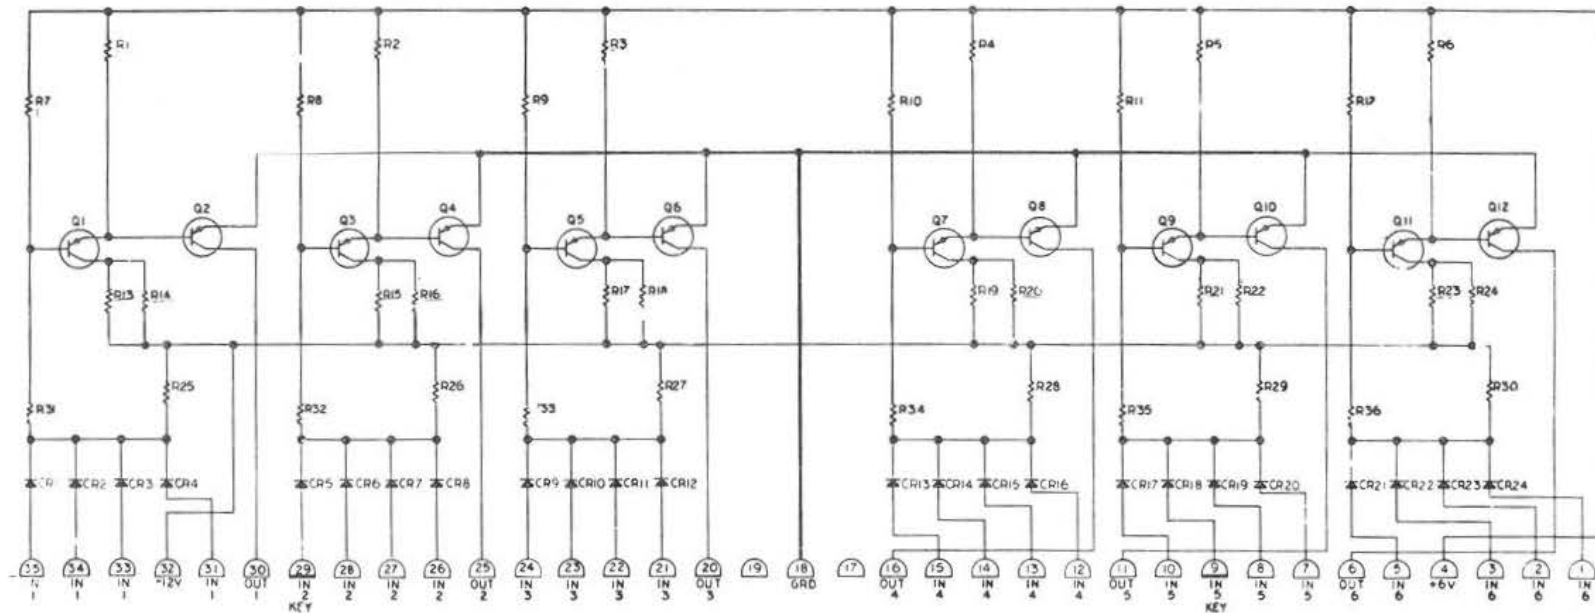 R1 R2 R3 R4 R5 R6
R7 R8 R9 R10 R11 R17
Q1 Q2 Q3 Q4 Q5 Q6 Q7 Q8 Q9 Q10 Q11 Q12
R13 R14 R15 R16 R17 R18 R19 R20 R21 R22 R23 R24
R25 R26 R27 R28 R29 R30
R31 R32 33 R34 R35 R36
CR1 CR2 CR3 CR4 CR5 CR6 CR7 CR8 CR9 CR10 CR11 CR12 CR13 CR14 CR15 CR16 CR17 CR18 CR19 CR20 CR21 CR22 CR23 CR24
35 34 33 32 31 30 29 28 27 26 25 24 23 22 21 20 19 18 17 16 15 14 13 12 11 10 9 8 7 6 5 4 3 2 1
IN IN IN -12V IN OUT IN IN IN IN OUT IN IN IN IN OUT GRD OUT IN IN IN IN OUT IN IN IN IN OUT IN +6V IN IN IN
1 1 1 1 1 2 2 2 2 2 3 3 3 3 3 4 4 4 4 4 5 5 5 5 5 6 6 6 6 6
KEY KEY